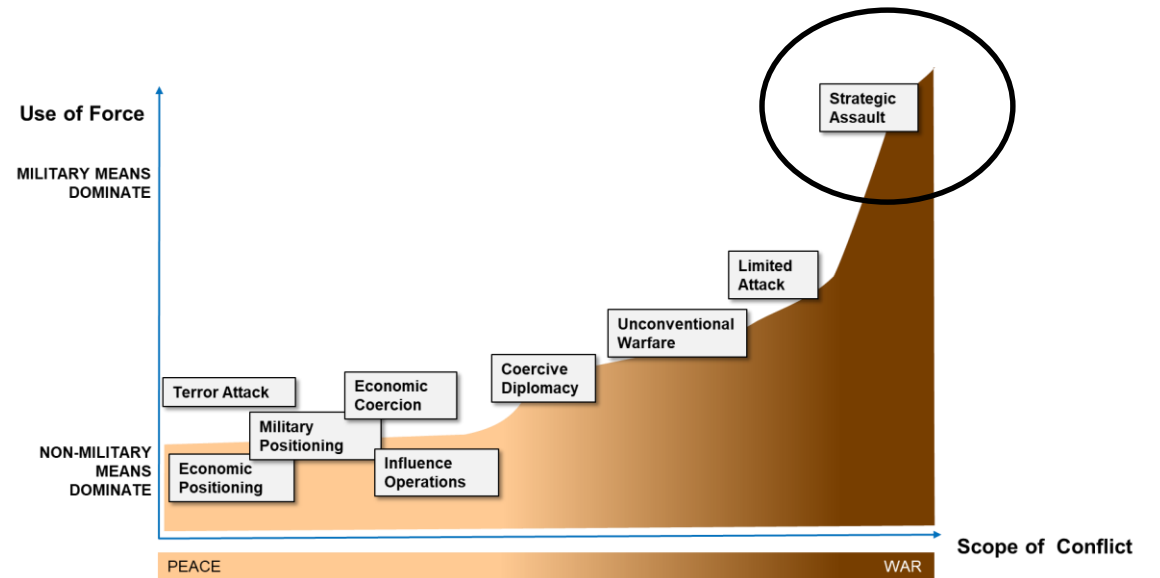 Strategic
Assault
Use of Force
MILITARY MEANS
DOMINATE
Limited
Attack
Unconventional
Warfare
Coercive
Diplomacy
Terror Attack
Economic
Coercion
Military
Positioning
NON-MILITARY
MEANS
DOMINATE
Economic
Positioning
Influence
Operations
Scope of Conflict
PEACE
WAR